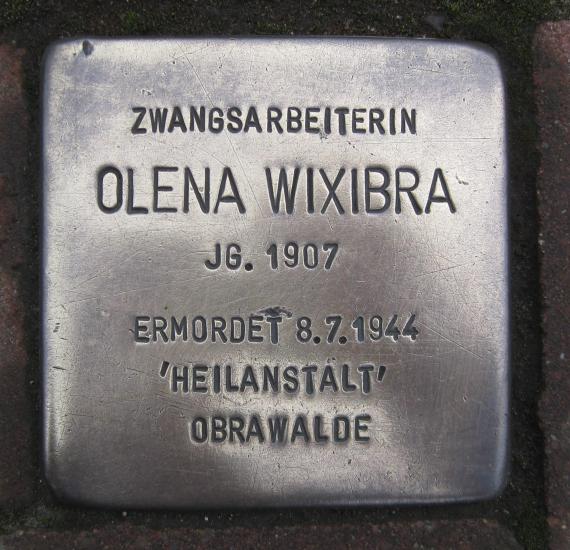 ZWANGSARBEITERIN
OLENA WIXIBRA
JG. 1907
ERMORDET 8.7.1944
'HEILANSTALT'
OBRAWALDE